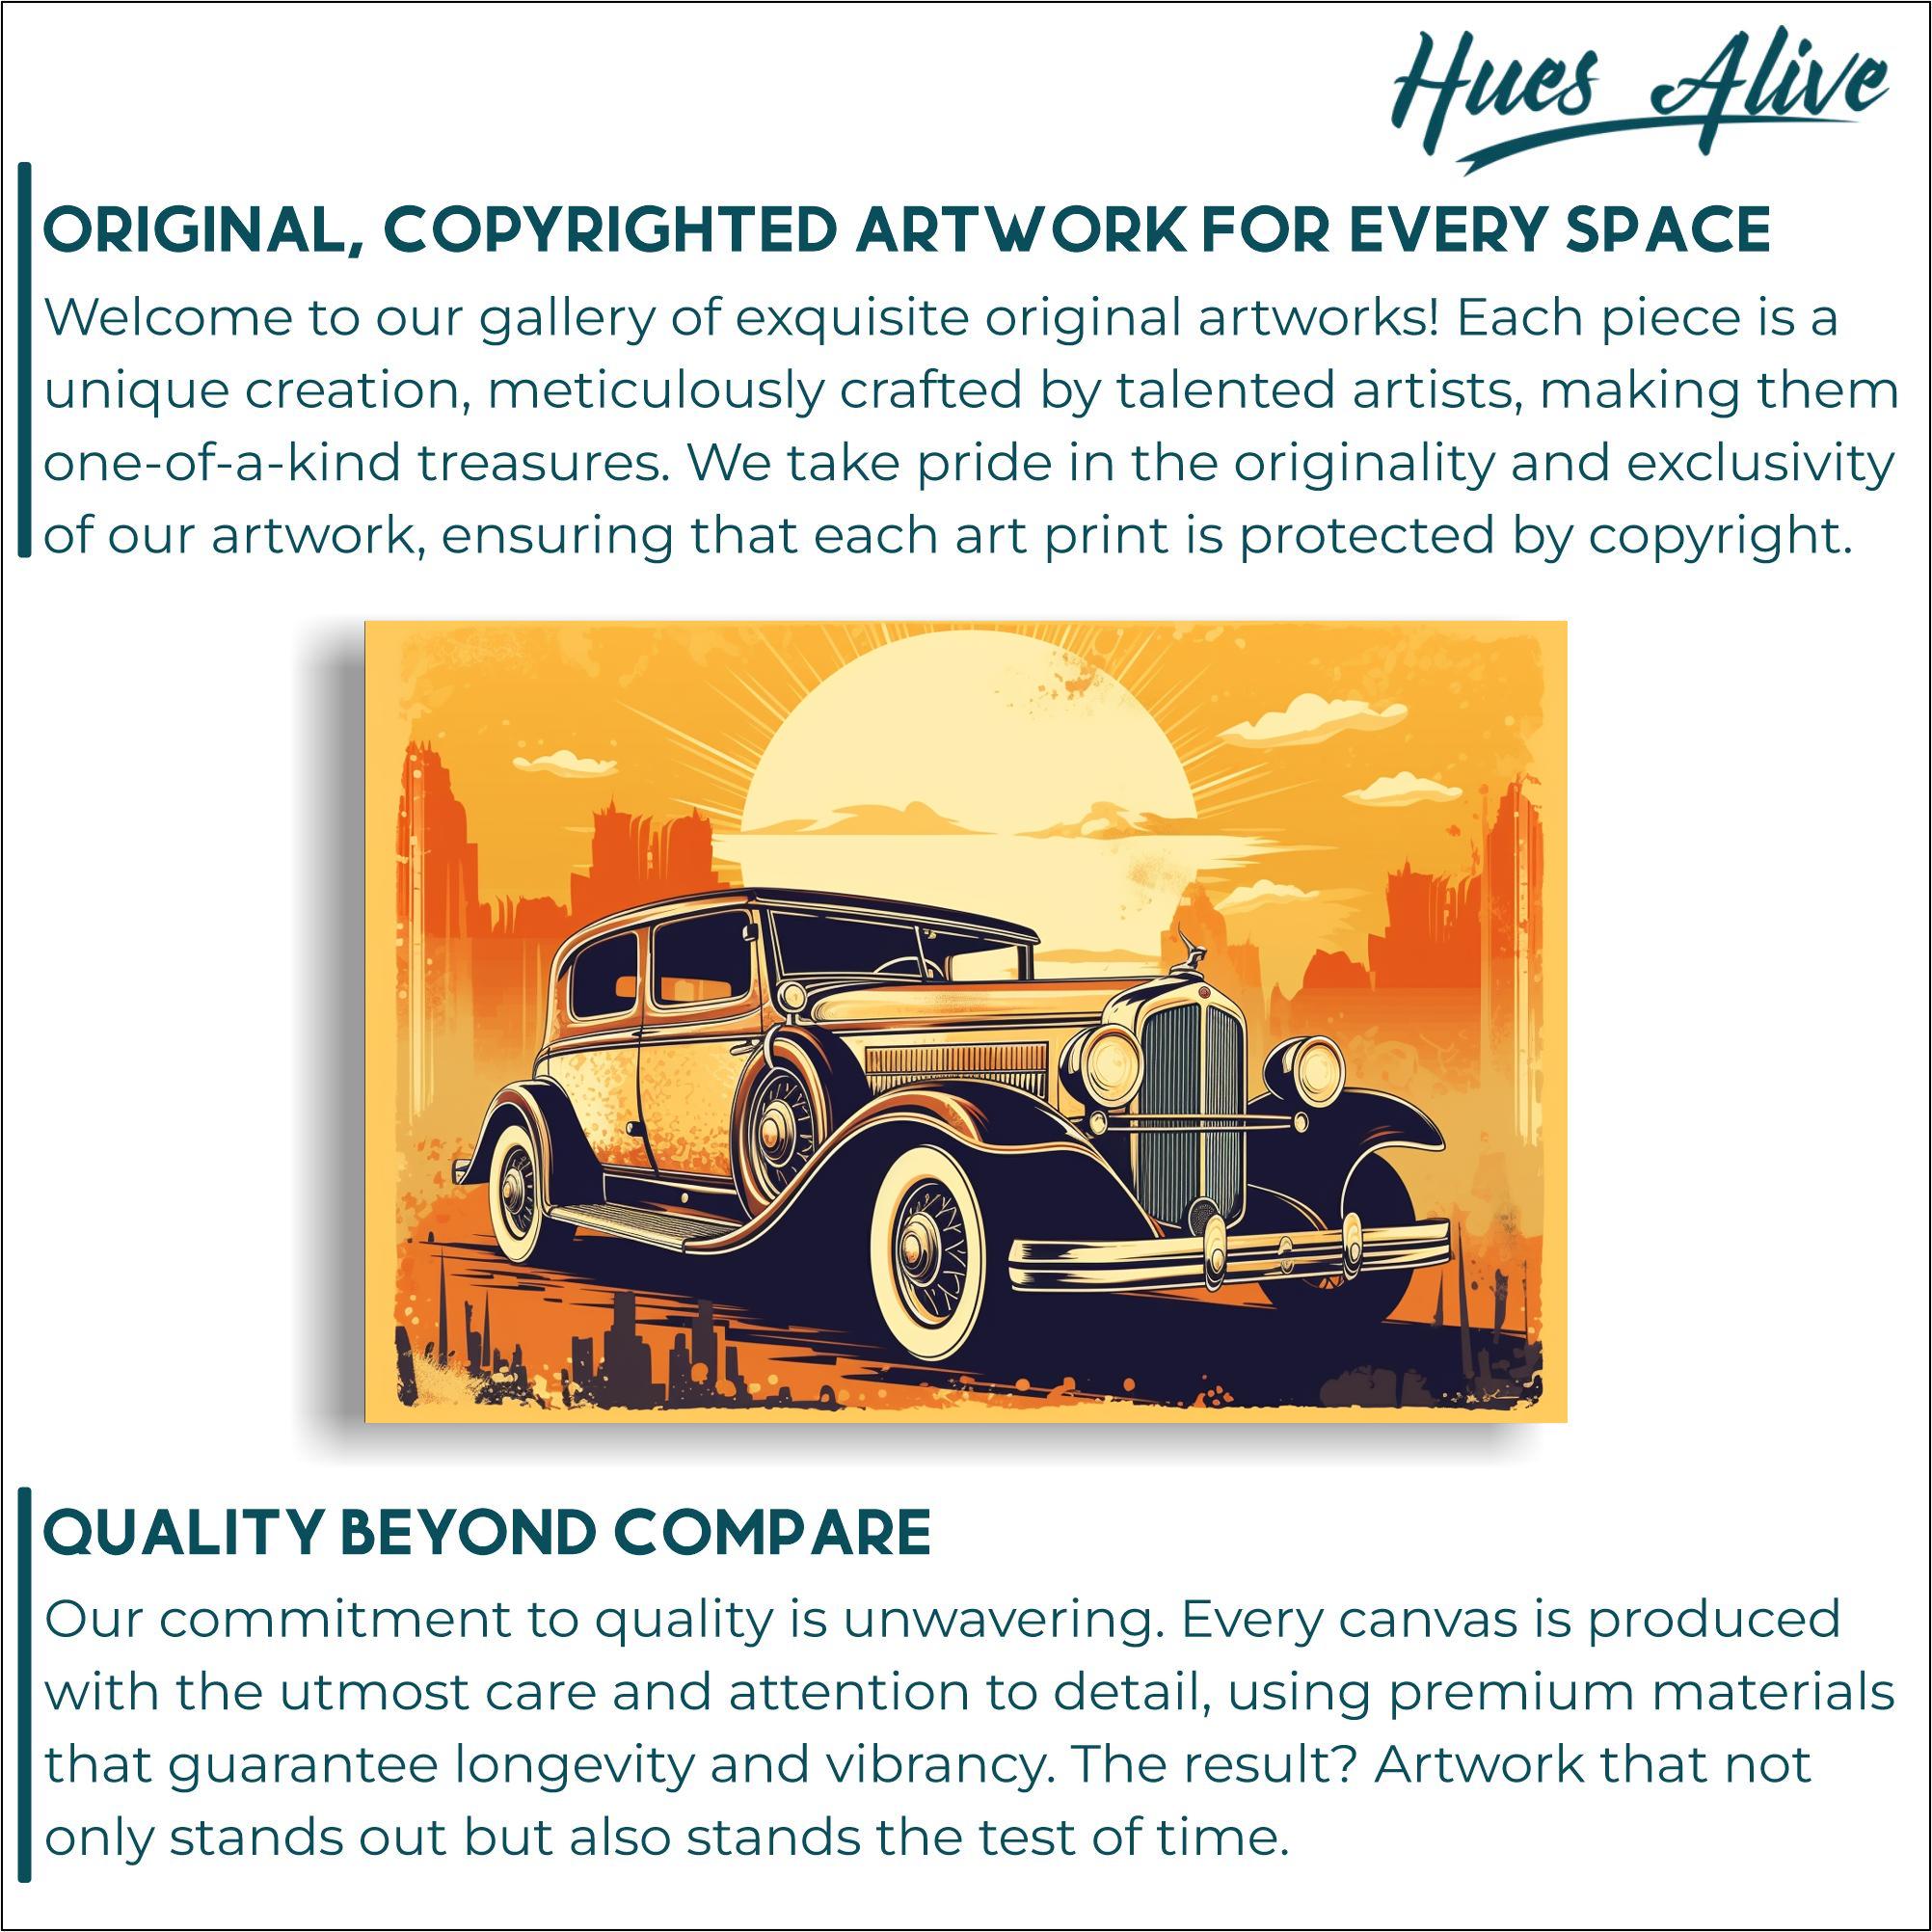 Hues Alive
ORIGINAL, COPYRIGHTED ARTWORK FOR EVERY SPACE
Welcome to our gallery of exquisite original artworks! Each piece is a
unique creation, meticulously crafted by talented artists, making them
one-of-a-kind treasures. We take pride in the originality and exclusivity
of our artwork, ensuring that each art print is protected by copyright.
QUALITY BEYOND COMPARE
Our commitment to quality is unwavering. Every canvas is produced
with the utmost care and attention to detail, using premium materials
that guarantee longevity and vibrancy. The result? Artwork that not
only stands out but also stands the test of time.